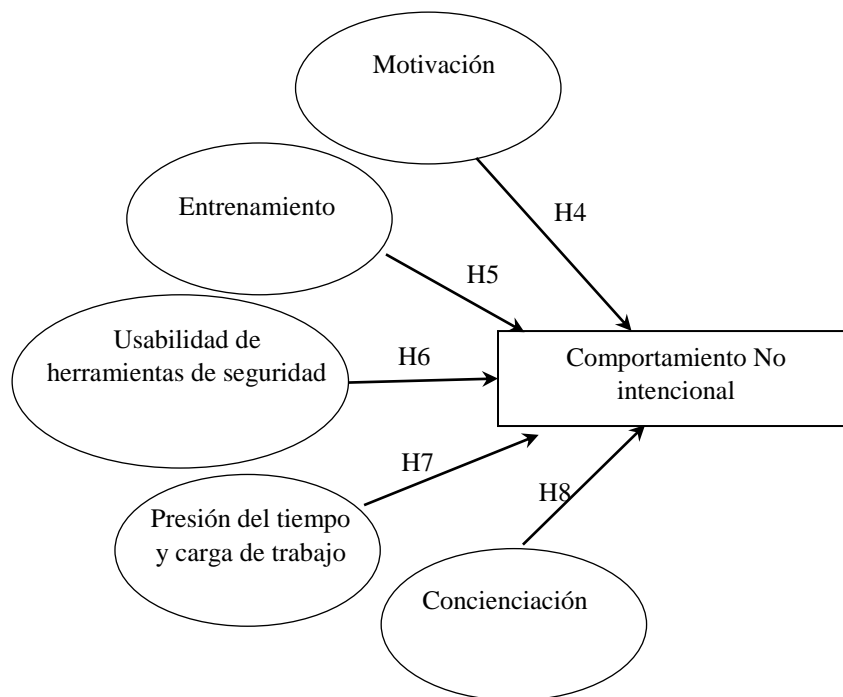 Motivación
H4
Entrenamiento
H5
Usabilidad de
herramientas de seguridad
H6
Comportamiento No
intencional
H7
Presión del tiempo
y carga de trabajo
H8
Concienciación